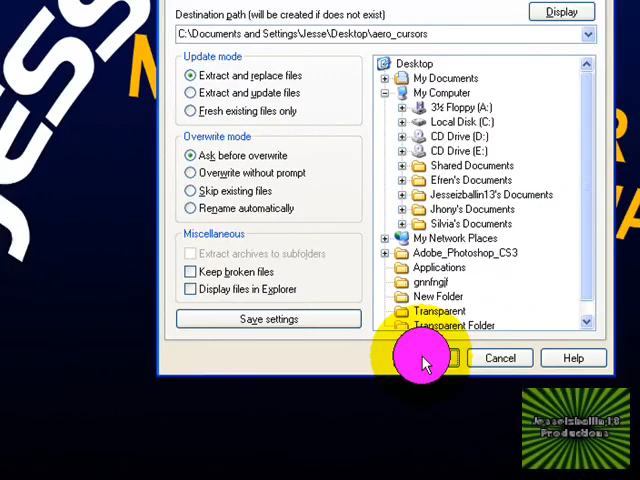 JESS
Destination path (will be created if does not exist)
Display
C:\Documents and Settings\Jesse\Desktop\aero_cursors
Update mode
Extract and replace files
Extract and update files
Fresh existing files only
Overwrite mode
Ask before overwrite
Overwrite without prompt
Skip existing files
Rename automatically
Miscellaneous
Extract archives to subfolders
Keep broken files
Display files in Explorer
Save settings
Desktop
My Documents
My Computer
3½ Floppy (A:)
Local Disk (C:)
CD Drive (D:)
CD Drive (E:)
Shared Documents
Efren's Documents
Jesseizballin13's Documents
Jhony's Documents
Silvia's Documents
My Network Places
Adobe_Photoshop_CS3
Applications
gnnfngjf
New Folder
Transparent
Transparent Folder
Cancel
Help
Jesseizballin13
Productions